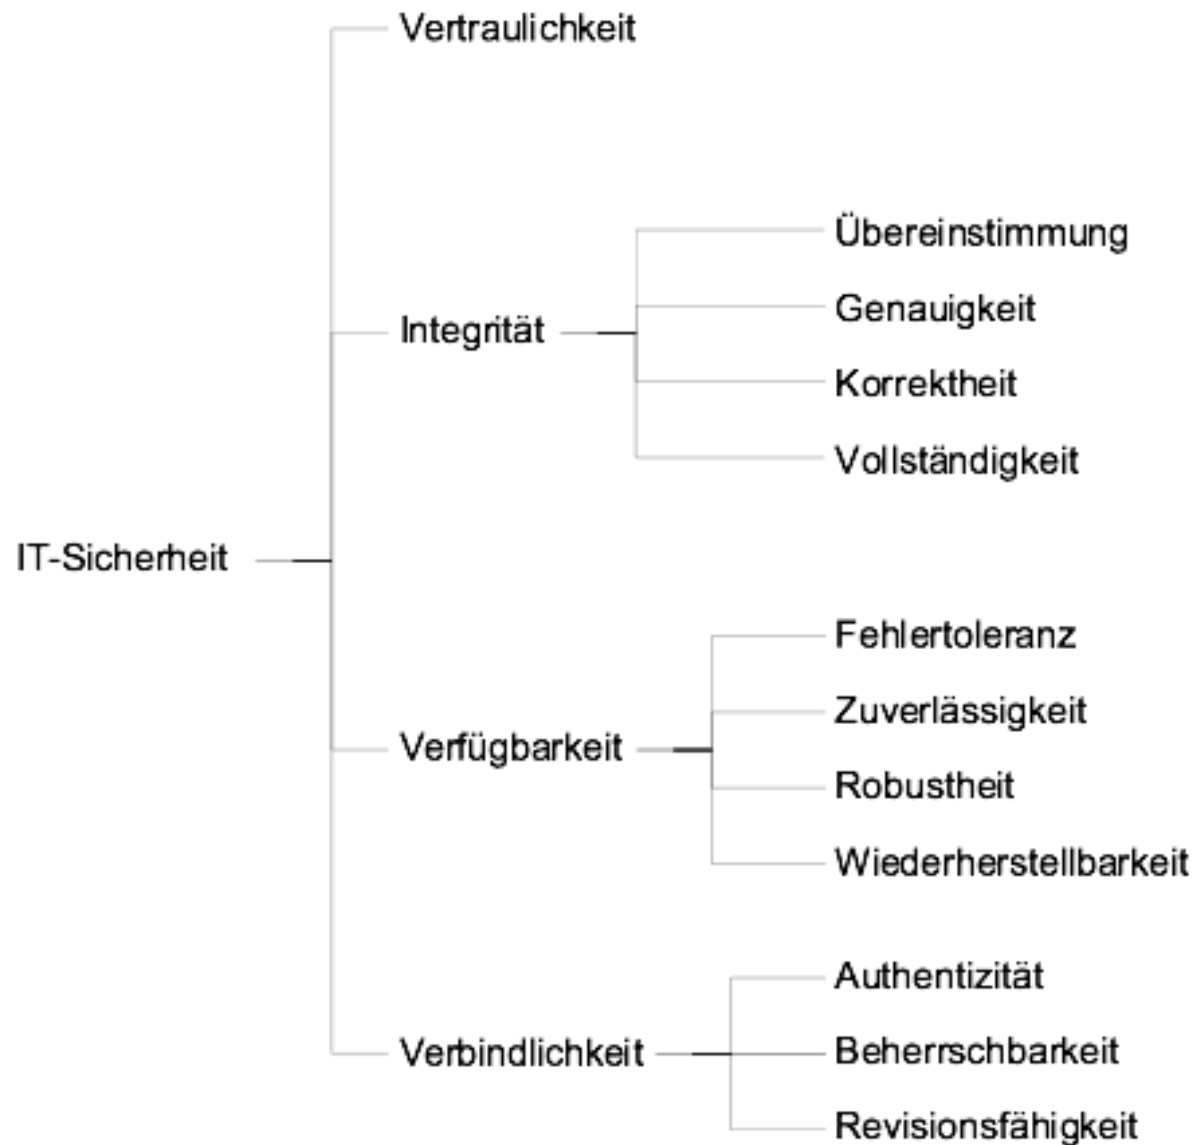 Vertraulichkeit
Übereinstimmung
Genauigkeit
Integrität
Korrektheit
Vollständigkeit
IT-Sicherheit
Fehlertoleranz
Zuverlässigkeit
Verfügbarkeit
Robustheit
Wiederherstellbarkeit
Authentizität
Verbindlichkeit
Beherrschbarkeit
Revisionsfähigkeit